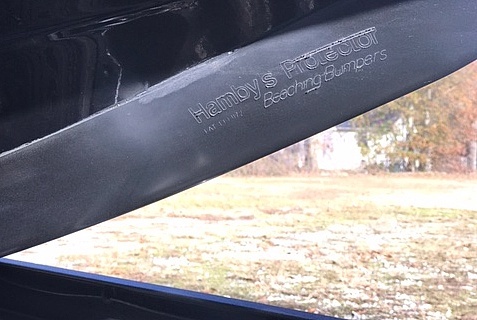 Hamby's Protector
Beaching Bumpers